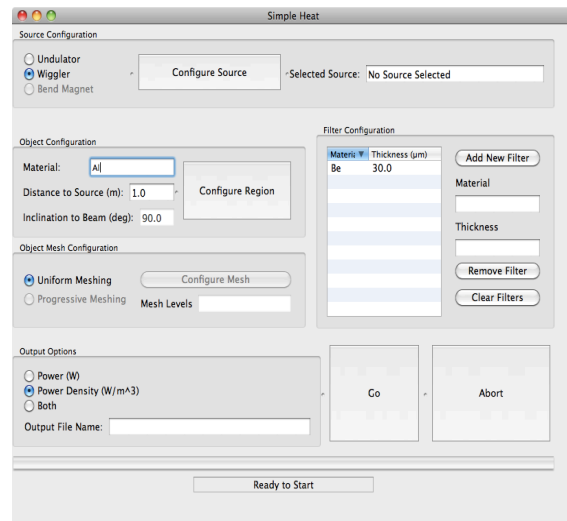 Simple Heat
Source Configuration
Undulator
Wiggler
Bend Magnet
Configure Source
Selected Source: No Source Selected
Object Configuration
Material: Al
Distance to Source (m): 1.0
Inclination to Beam (deg): 90.0
Configure Region
Object Mesh Configuration
Uniform Meshing
Progressive Meshing
Configure Mesh
Mesh Levels
Filter Configuration
Thickness (μm)
Be 30.0
Add New Filter
Material
Thickness
Remove Filter
Clear Filters
Output Options
Power (W)
Power Density (W/m^3)
Both
Output File Name:
Go
Abort
Ready to Start